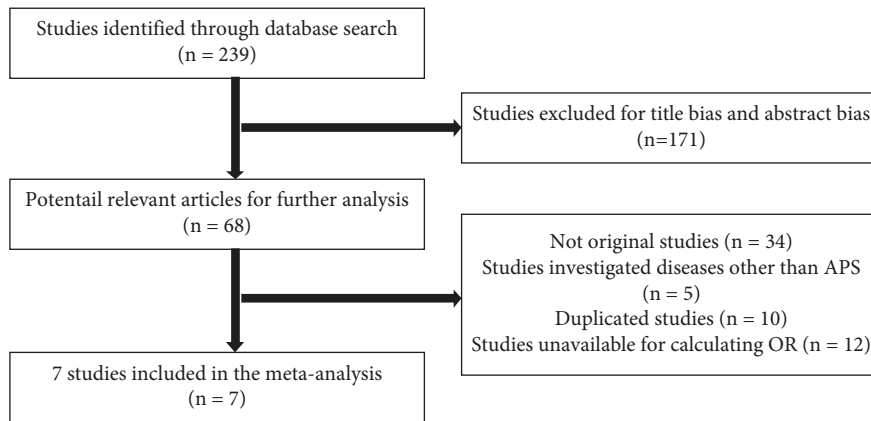 Studies identified through database search
(n = 239)
Studies excluded for title bias and abstract bias
(n=171)
Potentail relevant articles for further analysis
(n = 68)
Not original studies (n = 34)
Studies investigated diseases other than APS
(n = 5)
Duplicated studies (n = 10)
Studies unavailable for calculating OR (n = 12)
7 studies included in the meta-analysis
(n = 7)